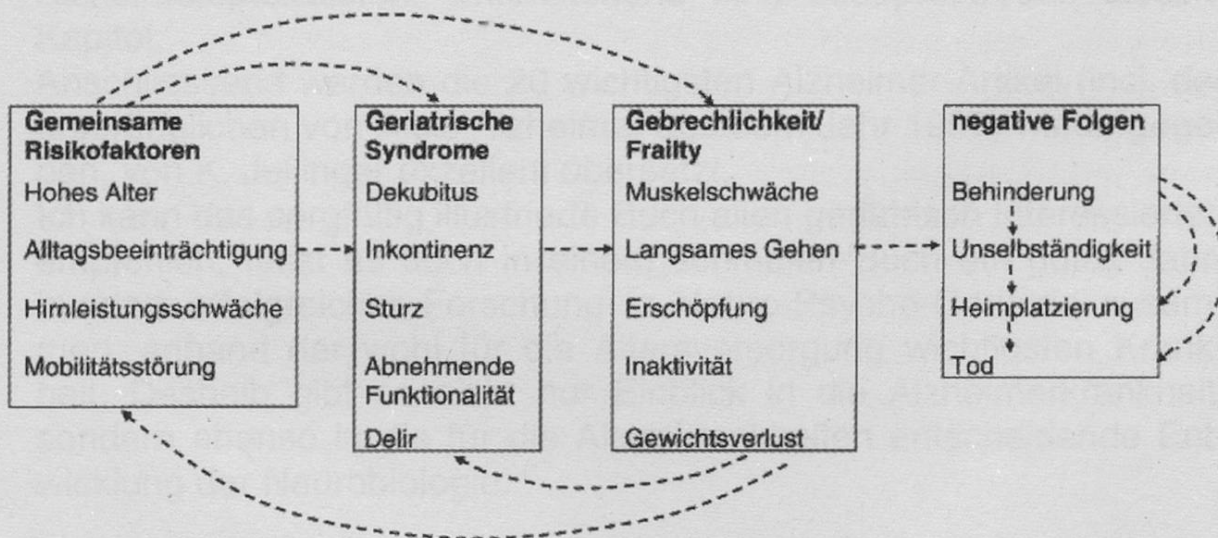 Gemeinsame
Risikofaktoren
Hohes Alter
Alltagsbeeinträchtigung
Hirnleistungsschwäche
Mobilitätsstörung
Geriatrische
Syndrome
Dekubitus
Inkontinenz
Sturz
Abnehmende
Funktionalität
Delir
Gebrechlichkeit/
Frailty
Muskelschwäche
Langsames Gehen
Erschöpfung
Inaktivität
Gewichtsverlust
negative Folgen
Behinderung
Unselbständigkeit
Heimplatzierung
Tod